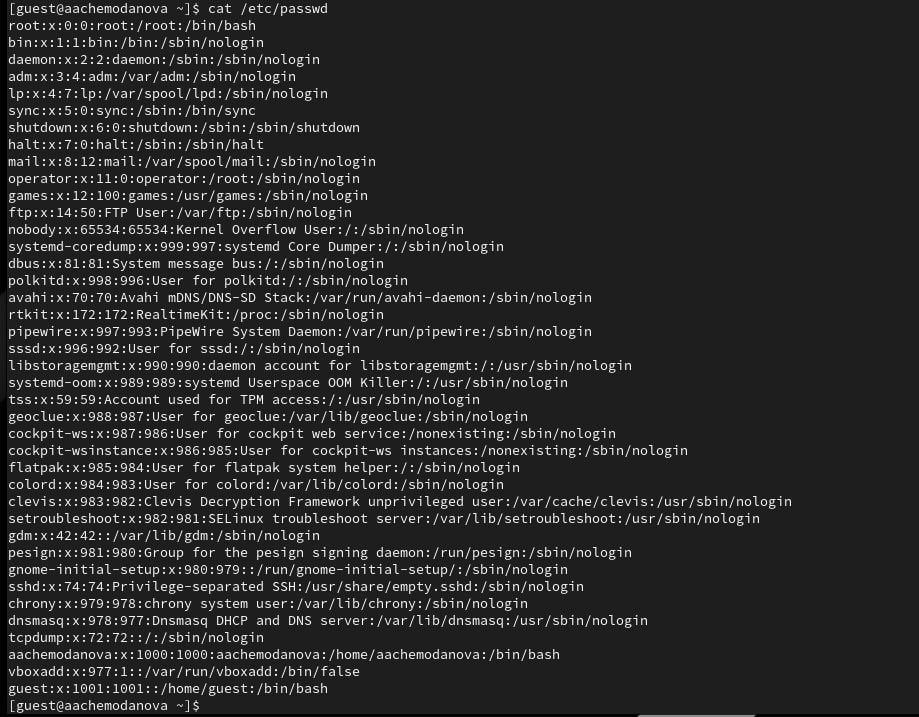 [guest@aachemodanova ~]$ cat /etc/passwd
root:x:0:0:root:/root:/bin/bash
bin:x:1:1:bin:/bin:/sbin/nologin
daemon:x:2:2:daemon:/sbin:/sbin/nologin
adm:x:3:4:adm:/var/adm:/sbin/nologin
lp:x:4:7:lp:/var/spool/lpd:/sbin/nologin
sync:x:5:0:sync:/sbin:/bin/sync
shutdown:x:6:0:shutdown:/sbin:/sbin/shutdown
halt:x:7:0:halt:/sbin:/sbin/halt
mail:x:8:12:mail:/var/spool/mail:/sbin/nologin
operator:x:11:0:operator:/root:/sbin/nologin
games:x:12:100:games:/usr/games:/sbin/nologin
ftp:x:14:50:FTP User:/var/ftp:/sbin/nologin
nobody:x:65534:65534:Kernel Overflow User:/:/sbin/nologin
systemd-coredump:x:999:997:systemd Core Dumper:/:/sbin/nologin
dbus:x:81:81:System message bus:/:/sbin/nologin
polkitd:x:998:996:User for polkitd:/:/sbin/nologin
avahi:x:70:70:Avahi mDNS/DNS-SD Stack:/var/run/avahi-daemon:/sbin/nologin
rtkit:x:172:172:RealtimeKit:/proc:/sbin/nologin
pipewire:x:997:993:PipeWire System Daemon:/var/run/pipewire:/sbin/nologin
sssd:x:996:992:User for sssd:/:/sbin/nologin
libstoragemgmt:x:990:990:daemon account for libstoragemgmt:/:/usr/sbin/nologin
systemd-oom:x:989:989:systemd Userspace OOM Killer:/:/usr/sbin/nologin
tss:x:59:59:Account used for TPM access:/:/usr/sbin/nologin
geoclue:x:988:987:User for geoclue:/var/lib/geoclue:/sbin/nologin
cockpit-ws:x:987:986:User for cockpit web service:/nonexisting:/sbin/nologin
cockpit-wsinstance:x:986:985:User for cockpit-ws instances:/nonexisting:/sbin/nologin
flatpak:x:985:984:User for flatpak system helper:/:/sbin/nologin
colord:x:984:983:User for colord:/var/lib/colord:/sbin/nologin
clevis:x:983:982:Clevis Decryption Framework unprivileged user:/var/cache/clevis:/usr/sbin/nologin
setroubleshoot:x:982:981:SELinux troubleshoot server:/var/lib/setroubleshoot:/usr/sbin/nologin
gdm:x:42:42::/var/lib/gdm:/sbin/nologin
pesign:x:981:980:Group for the pesign signing daemon:/run/pesign:/sbin/nologin
gnome-initial-setup:x:980:979::/run/gnome-initial-setup/:/sbin/nologin
sshd:x:74:74:Privilege-separated SSH:/usr/share/empty.sshd:/sbin/nologin
chrony:x:979:978:chrony system user:/var/lib/chrony:/sbin/nologin
dnsmasq:x:978:977:Dnsmasq DHCP and DNS server:/var/lib/dnsmasq:/usr/sbin/nologin
tcpdump:x:72:72::/:/sbin/nologin
aachemodanova:x:1000:1000:aachemodanova:/home/aachemodanova:/bin/bash
vboxadd:x:977:1::/var/run/vboxadd:/bin/false
guest:x:1001:1001::/home/guest:/bin/bash
[guest@aachemodanova ~]$